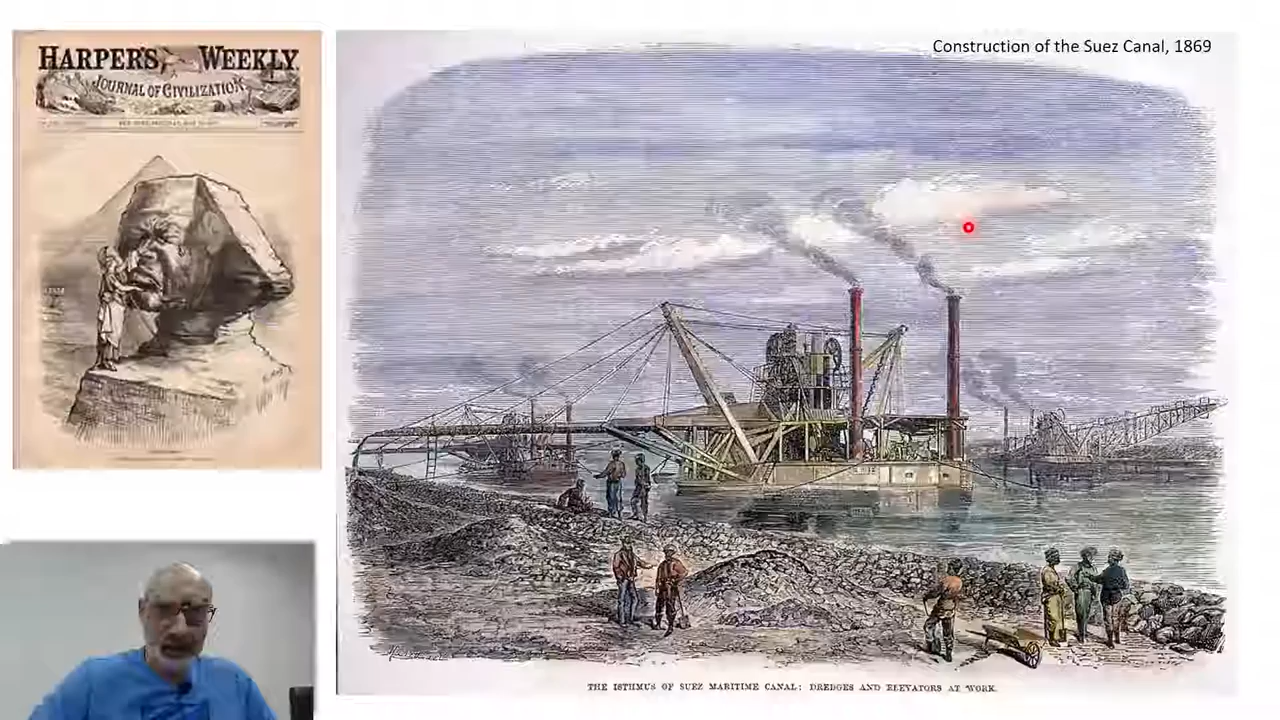 HARPER'S WEEKLY.
JOURNAL OF CIVILIZATION
Construction of the Suez Canal, 1869
THE ISTHMUS OF SUEZ MARITIME CANAL: DREDGES AND ELEVATORS AT WORK.